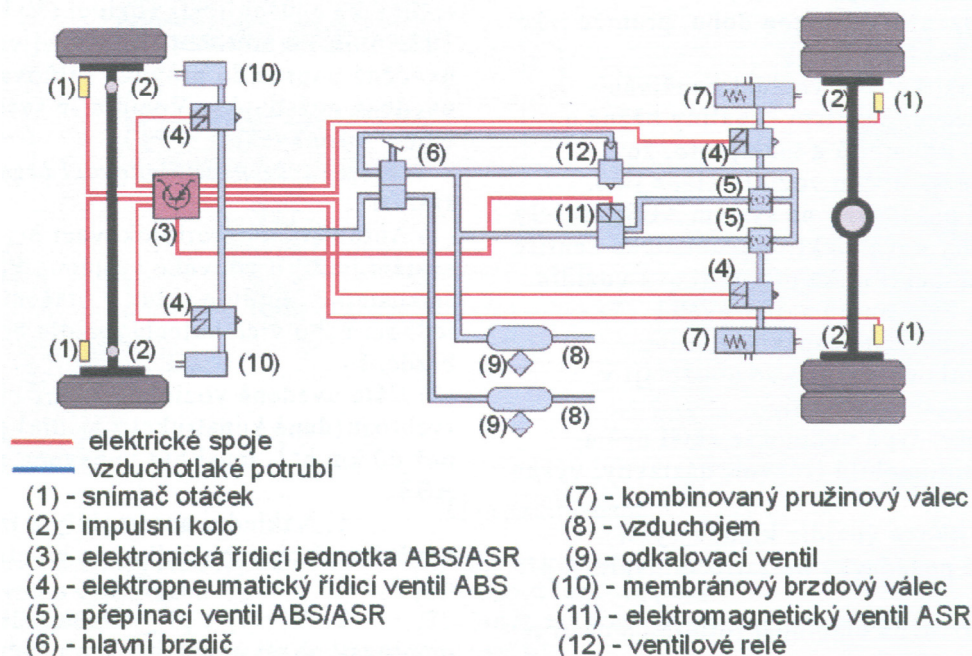 (1)
(2)
(10)
(7)
(2)
(1)
(4)
(6)
(12)
(4)
(5)
(3)
(11)
(5)
(4)
(4)
(1)
(2)
(10)
(9)
(8)
(7)
(2)
(1)
(9)
(8)
elektrické spoje
vzduchotlaké potrubí
(1) - snímač otáček
(2) - impulsní kolo
(3) - elektronická řídicí jednotka ABS/ASR
(4) - elektropneumatický řídicí ventil ABS
(5) - přepínací ventil ABS/ASR
(6) - hlavní brzdič
(7) - kombinovaný pružinový válec
(8) - vzduchojem
(9) - odkalovací ventil
(10) - membránový brzdový válec
(11) - elektromagnetický ventil ASR
(12) - ventilové relé